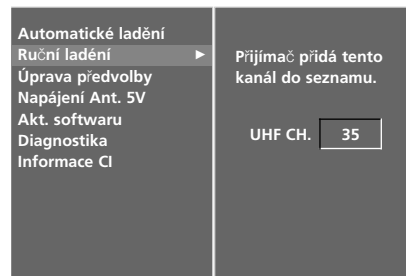 Automatické ladění
Ruční ladéní ►
Úprava předvolby
Napájení Ant. 5V
Akt. softwaru
Diagnostika
Informace CI
Přijímač přidá tento
kanál do seznamu.
UHF CH. 35